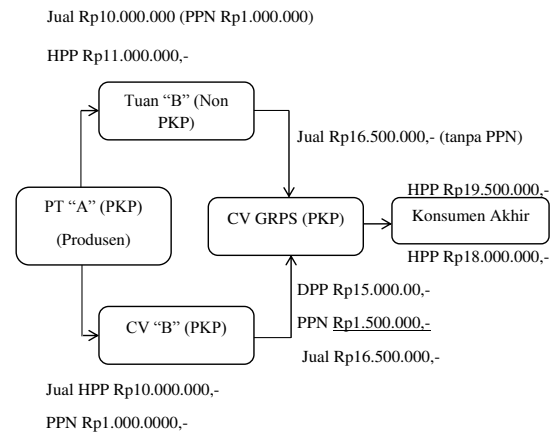 Jual Rp10.000.000 (PPN Rp1.000.000)
HPP Rp11.000.000,-
Tuan “B” (Non
PKP)
Jual Rp16.500.000,- (tanpa PPN)
PT “A” (PKP)
(Produsen)
CV GRPS (PKP)
HPP Rp19.500.000,-
Konsumen Akhir
HPP Rp18.000.000,-
DPP Rp15.000.00,-
PPN Rp1.500.000,-
Jual Rp16.500.000,-
CV “B” (PKP)
Jual HPP Rp10.000.000,-
PPN Rp1.000.0000,-